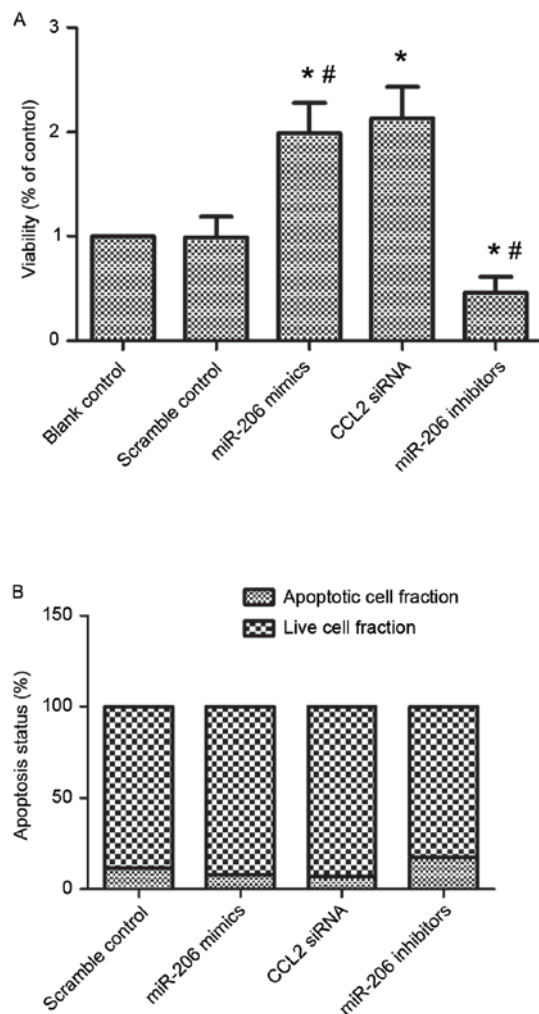 A
Viability (% of control)
3
2
1
0
* #
*
* #
Blank control
Scramble control
miR-206 mimics
CCL2 siRNA
miR-206 inhibitors
B
Apoptotic cell fraction
Live cell fraction
Apoptosis status (%)
150
100
50
0
Scramble control
miR-206 mimics
CCL2 siRNA
miR-206 inhibitors